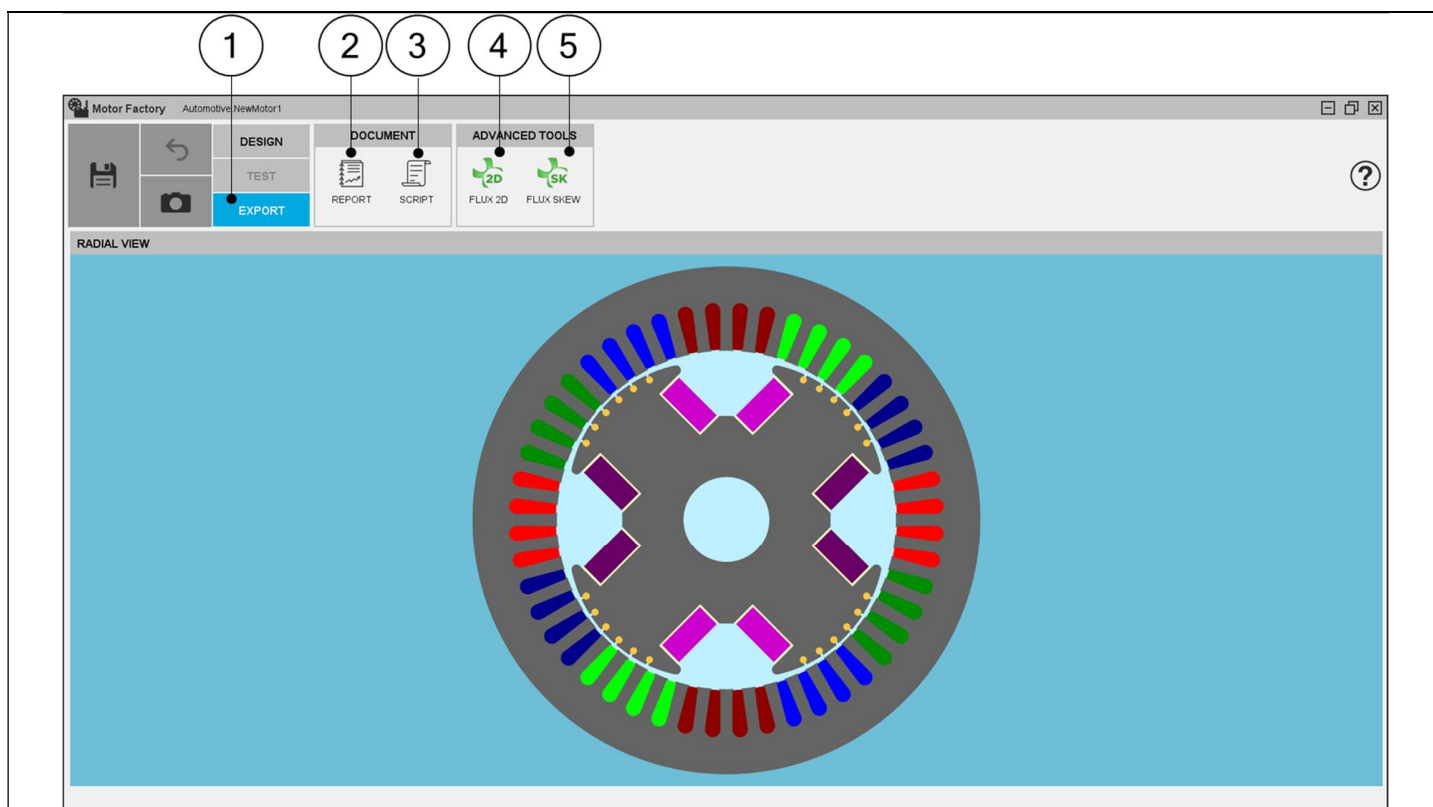 1 2 3 4 5
Motor Factory Automotive.NewMotor1
DESIGN DOCUMENT ADVANCED TOOLS
TEST
2D SK
REPORT SCRIPT FLUX 2D FLUX SKEW
EXPORT
?
RADIAL VIEW